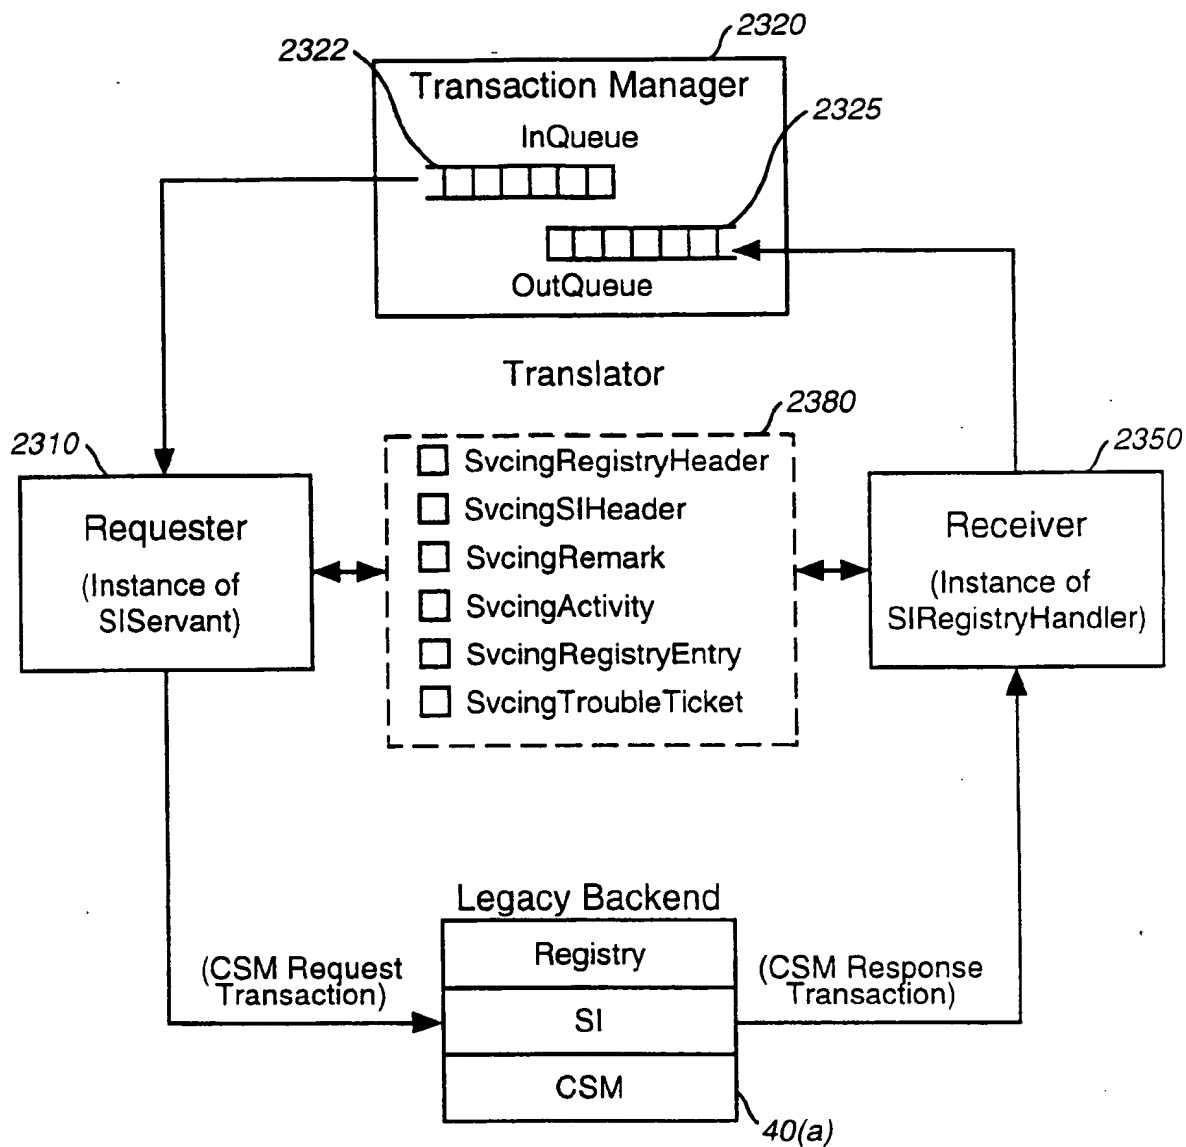 2320
2322
Transaction Manager
2325
InQueue
OutQueue
Translator
2380
2310
2350
SvcingRegistryHeader
SvcingSIHeader
SvcingRemark
SvcingActivity
SvcingRegistryEntry
SvcingTroubleTicket
Requester
(Instance of
SIServant)
Receiver
(Instance of
SIRegistryHandler)
Legacy Backend
Registry
SI
CSM
(CSM Request
Transaction)
(CSM Response
Transaction)
40(a)